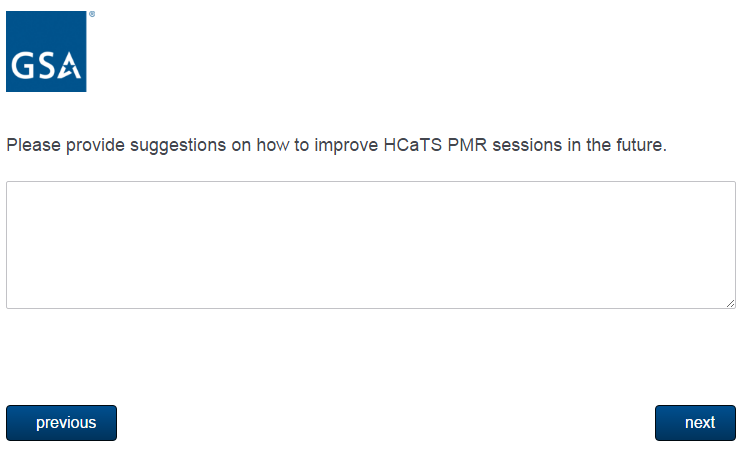 GSA
®
Please provide suggestions on how to improve HCaTS PMR sessions in the future.
previous
next